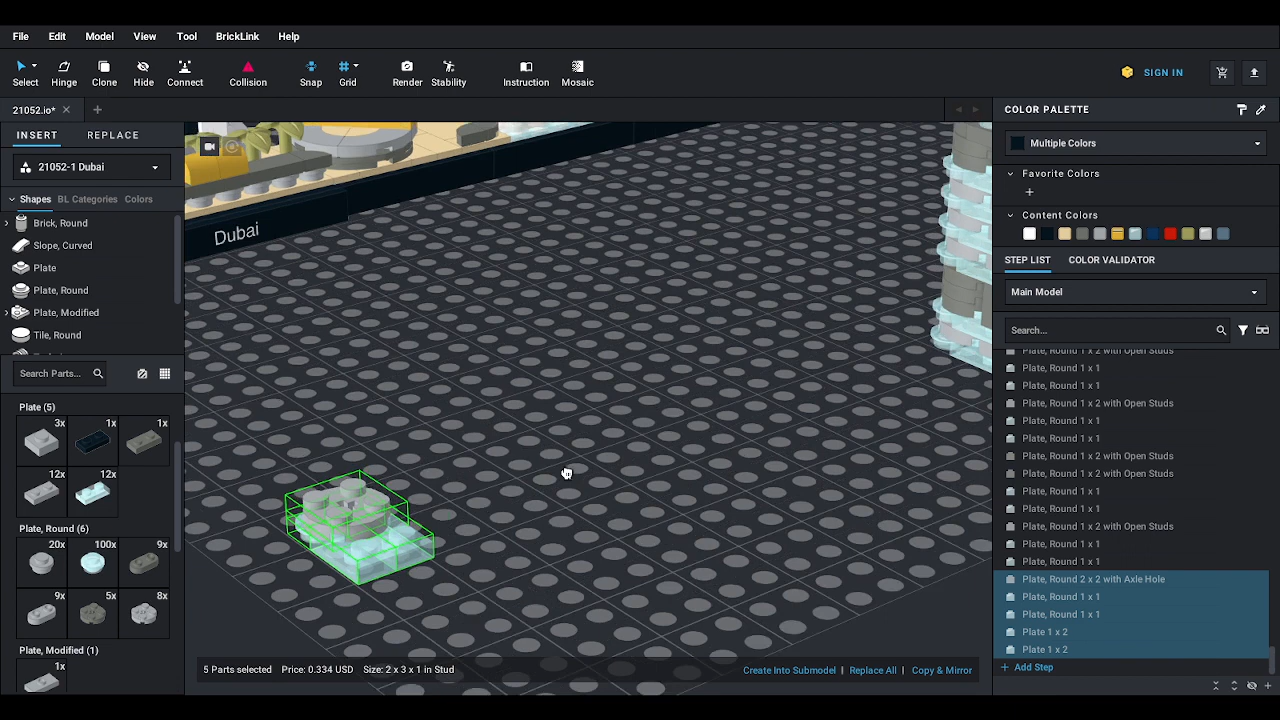 File Edit Model View Tool BrickLink Help
Select Hinge Clone Hide Connect Collision Snap Grid Render Stability Instruction Mosaic SIGN IN
21052.io*
INSERT REPLACE
21052-1 Dubai
Shapes BL Categories Colors
Brick, Round
Slope, Curved
Plate
Plate, Round
Plate, Modified
Tile, Round
Search Parts...
Plate (5)
3x 1x 1x
12x 12x
Plate, Round (6)
20x 100x 9x
9x 5x 8x
Plate, Modified (1)
1x
Dubai
5 Parts selected Price: 0.334 USD Size: 2 x 3 x 1 in Stud
Create Into Submodel | Replace All | Copy & Mirror
COLOR PALETTE
Multiple Colors
Favorite Colors
+
Content Colors
STEP LIST COLOR VALIDATOR
Main Model
Search...
Plate, Round 1 x 2 with Open Studs
Plate, Round 1 x 1
Plate, Round 1 x 1
Plate, Round 1 x 2 with Open Studs
Plate, Round 1 x 1
Plate, Round 1 x 1
Plate, Round 1 x 2 with Open Studs
Plate, Round 1 x 2 with Open Studs
Plate, Round 1 x 1
Plate, Round 1 x 1
Plate, Round 1 x 2 with Open Studs
Plate, Round 1 x 1
Plate, Round 1 x 1
Plate, Round 2 x 2 with Axle Hole
Plate, Round 1 x 1
Plate, Round 1 x 1
Plate 1 x 2
Plate 1 x 2
+ Add Step